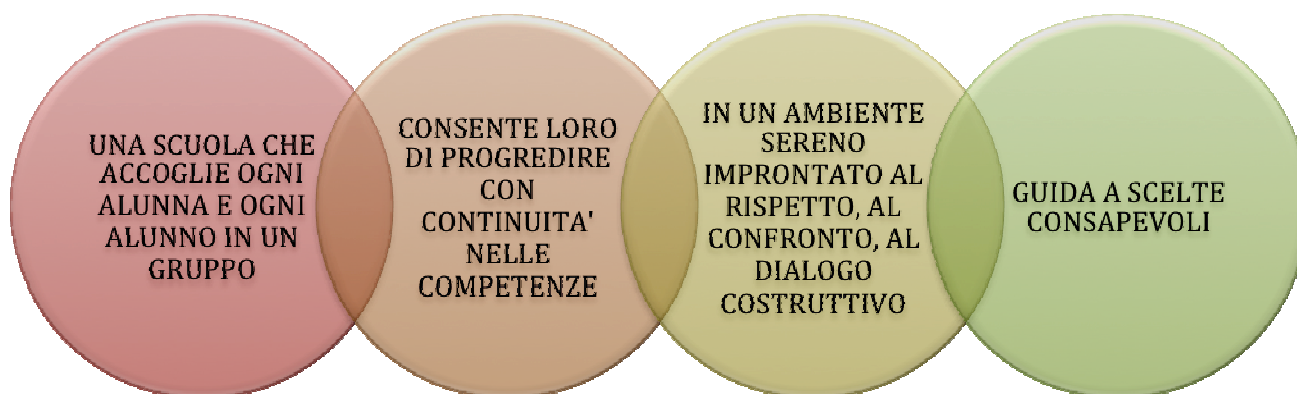 UNA SCUOLA CHE
ACCOGLIE OGNI
ALUNNA E OGNI
ALUNNO IN UN
GRUPPO
CONSENTE LORO
DI PROGREDIRE
CON
CONTINUITA'
NELLE
COMPETENZE
IN UN AMBIENTE
SERENO
IMPRONTATO AL
RISPETTO, AL
CONFRONTO, AL
DIALOGO
COSTRUTTIVO
GUIDA A SCELTE
CONSAPEVOLI